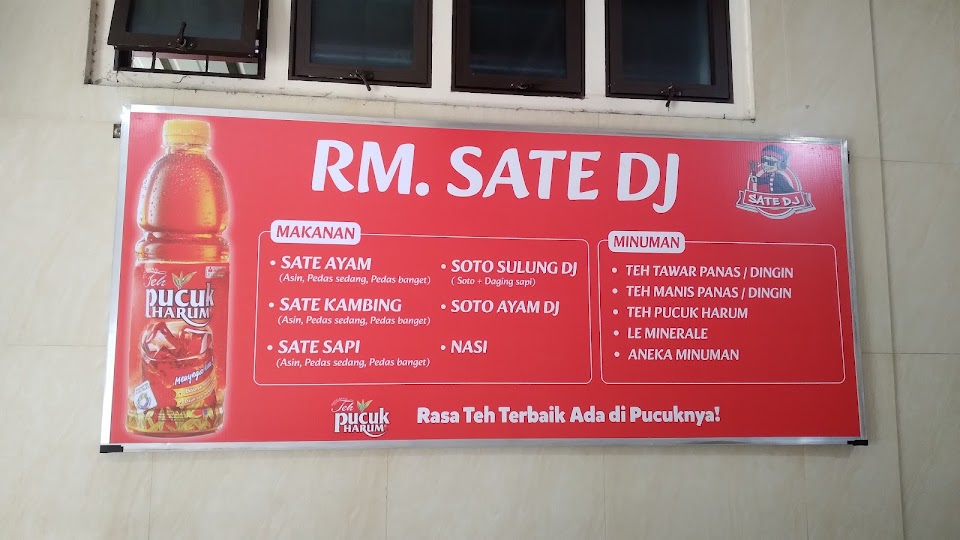 RM. SATE DJ
SATE DJ
MAKANAN
• SATE AYAM
(Asin, Pedas sedang, Pedas banget)
• SATE KAMBING
(Asin, Pedas sedang, Pedas banget)
• SATE SAPI
(Asin, Pedas sedang, Pedas banget)
• SOTO SULUNG DJ
( Soto + Daging sapi)
• SOTO AYAM DJ
• NASI
MINUMAN
• TEH TAWAR PANAS / DINGIN
• TEH MANIS PANAS / DINGIN
• TEH PUCUK HARUM
• LE MINERALE
• ANEKA MINUMAN
Teh
pucuk
HARUM
Teh
pucuk
HARUM
Rasa Teh Terbaik Ada di Pucuknya!